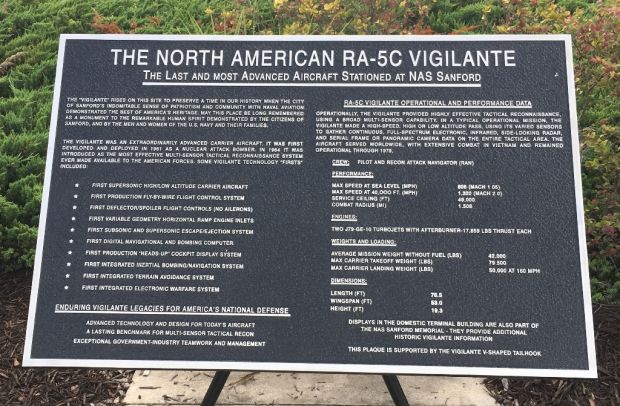 THE NORTH AMERICAN RA-5C VIGILANTE
THE LAST AND MOST ADVANCED AIRCRAFT STATIONED AT NAS SANFORD
THE "VIGILANTE" RISES ON THIS SITE TO PRESERVE A TIME IN OUR HISTORY WHEN THE CITY
OF SANFORD'S INDOMITABLE SENSE OF PATRIOTISM AND COMMUNITY WITH NAVAL AVIATION
DEMONSTRATED THE BEST OF AMERICA'S HERITAGE. MAY THIS PLACE BE LONG REMEMBERED
AS A MONUMENT TO THE REMARKABLE HUMAN SPIRIT DEMONSTRATED BY THE CITIZENS OF
SANFORD, AND BY THE MEN AND WOMEN OF THE U.S. NAVY AND THEIR FAMILIES.
THE VIGILANTE WAS AN EXTRAORDINARILY ADVANCED CARRIER AIRCRAFT. IT WAS FIRST
DEVELOPED AND DEPLOYED IN 1961 AS A NUCLEAR ATTACK BOMBER. IN 1964 IT WAS
INTRODUCED AS THE MOST EFFECTIVE MULTI-SENSOR TACTICAL RECONNAISSANCE SYSTEM
EVER MADE AVAILABLE TO THE AMERICAN FORCES. SOME VIGILANTE TECHNOLOGY "FIRSTS"
INCLUDED:
★ FIRST SUPERSONIC HIGH/LOW ALTITUDE CARRIER AIRCRAFT
★ FIRST PRODUCTION FLY-BY-WIRE FLIGHT CONTROL SYSTEM
★ FIRST DEFLECTOR/SPOILER FLIGHT CONTROLS (NO AILERONS)
★ FIRST VARIABLE GEOMETRY HORIZONTAL RAMP ENGINE INLETS
★ FIRST SUBSONIC AND SUPERSONIC ESCAPE/EJECTION SYSTEM
★ FIRST DIGITAL NAVIGATIONAL AND BOMBING COMPUTER
★ FIRST PRODUCTION "HEADS-UP" COCKPIT DISPLAY SYSTEM
★ FIRST INTEGRATED INERTIAL BOMBING/NAVIGATION SYSTEM
★ FIRST INTEGRATED TERRAIN AVOIDANCE SYSTEM
★ FIRST INTEGRATED ELECTRONIC WARFARE SYSTEM
ENDURING VIGILANTE LEGACIES FOR AMERICA'S NATIONAL DEFENSE
ADVANCED TECHNOLOGY AND DESIGN FOR TODAY'S AIRCRAFT
A LASTING BENCHMARK FOR MULTI-SENSOR TACTICAL RECON
EXCEPTIONAL GOVERNMENT-INDUSTRY TEAMWORK AND MANAGEMENT
RA-5C VIGILANTE OPERATIONAL AND PERFORMANCE DATA
OPERATIONALLY, THE VIGILANTE PROVIDED HIGHLY EFFECTIVE TACTICAL RECONNAISSANCE,
USING A BROAD MULTI-SENSOR CAPABILITY. IN A TYPICAL OPERATIONAL MISSION, THE
VIGILANTE MADE A HIGH-SPEED, HIGH OR LOW ALTITUDE PASS, USING ITS VARIED SENSORS
TO GATHER CONTINUOUS, FULL-SPECTRUM ELECTRONIC, INFRARED, SIDE-LOOKING RADAR,
AND SERIAL FRAME OR PANORAMIC CAMERA DATA ON THE ENTIRE TACTICAL AREA. THE
AIRCRAFT SERVED WORLDWIDE, WITH EXTENSIVE COMBAT IN VIETNAM AND REMAINED
OPERATIONAL THROUGH 1978.
CREW: PILOT AND RECON ATTACK NAVIGATOR (RAN)
PERFORMANCE:
MAX SPEED AT SEA LEVEL (MPH) 806 (MACH 1.05)
MAX SPEED AT 40,000 FT. (MPH) 1,320 (MACH 2.0)
SERVICE CEILING (FT) 49,000
COMBAT RADIUS (MI) 1,508
ENGINES:
TWO J79-GE-10 TURBOJETS WITH AFTERBURNER-17,859 LBS THRUST EACH
WEIGHTS AND LOADING:
AVERAGE MISSION WEIGHT WITHOUT FUEL (LBS) 42,000
MAX CARRIER TAKEOFF WEIGHT (LBS) 79,500
MAX CARRIER LANDING WEIGHT (LBS) 50,000 AT 160 MPH
DIMENSIONS:
LENGTH (FT) 76.5
WINGSPAN (FT) 53.0
HEIGHT (FT) 19.3
DISPLAYS IN THE DOMESTIC TERMINAL BUILDING ARE ALSO PART OF
THE NAS SANFORD MEMORIAL - THEY PROVIDE ADDITIONAL
HISTORIC VIGILANTE INFORMATION
THIS PLAQUE IS SUPPORTED BY THE VIGILANTE V-SHAPED TAILHOOK